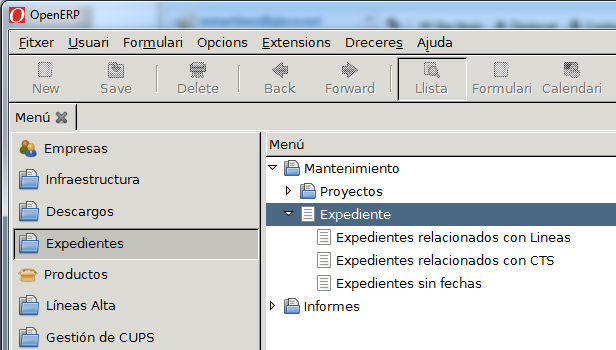 OpenERP
Fitxer Usuari Formulari Opcions Extensions Dreceres Ajuda
New Save Delete Back Forward Llista Formulari Calendari
Menú
Empresas
Infraestructura
Descargos
Expedientes
Productos
Líneas Alta
Gestión de CUPS
Menú
Mantenimiento
Proyectos
Expediente
Expedientes relacionados con Lineas
Expedientes relacionados con CTS
Expedientes sin fechas
Informes